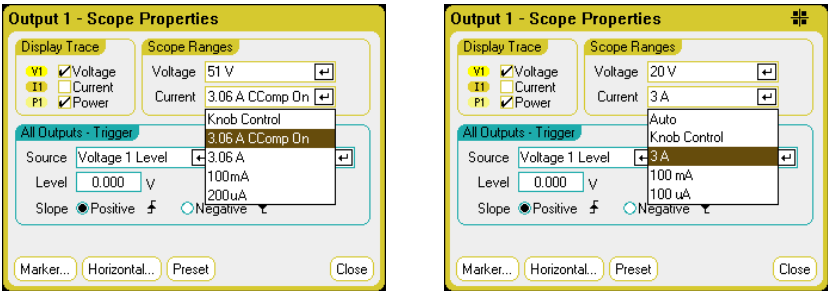 Output 1 - Scope Properties
Display Trace
Scope Ranges
V1 Voltage
I1 Current
P1 Power
Voltage 51 V
Current 3.06 A CComp On
Knob Control
3.06 A CComp On
3.06 A
100mA
200uA
All Outputs - Trigger
Source Voltage 1 Level
Level 0.000 V
Slope Positive Negative
Marker... Horizontal... Preset Close
Output 1 - Scope Properties
Display Trace
Scope Ranges
V1 Voltage
I1 Current
P1 Power
Voltage 20 V
Current 3 A
Auto
Knob Control
3 A
100 mA
100 uA
All Outputs - Trigger
Source Voltage 1 Level
Level 0.000 V
Slope Positive Negative
Marker... Horizontal... Preset Close